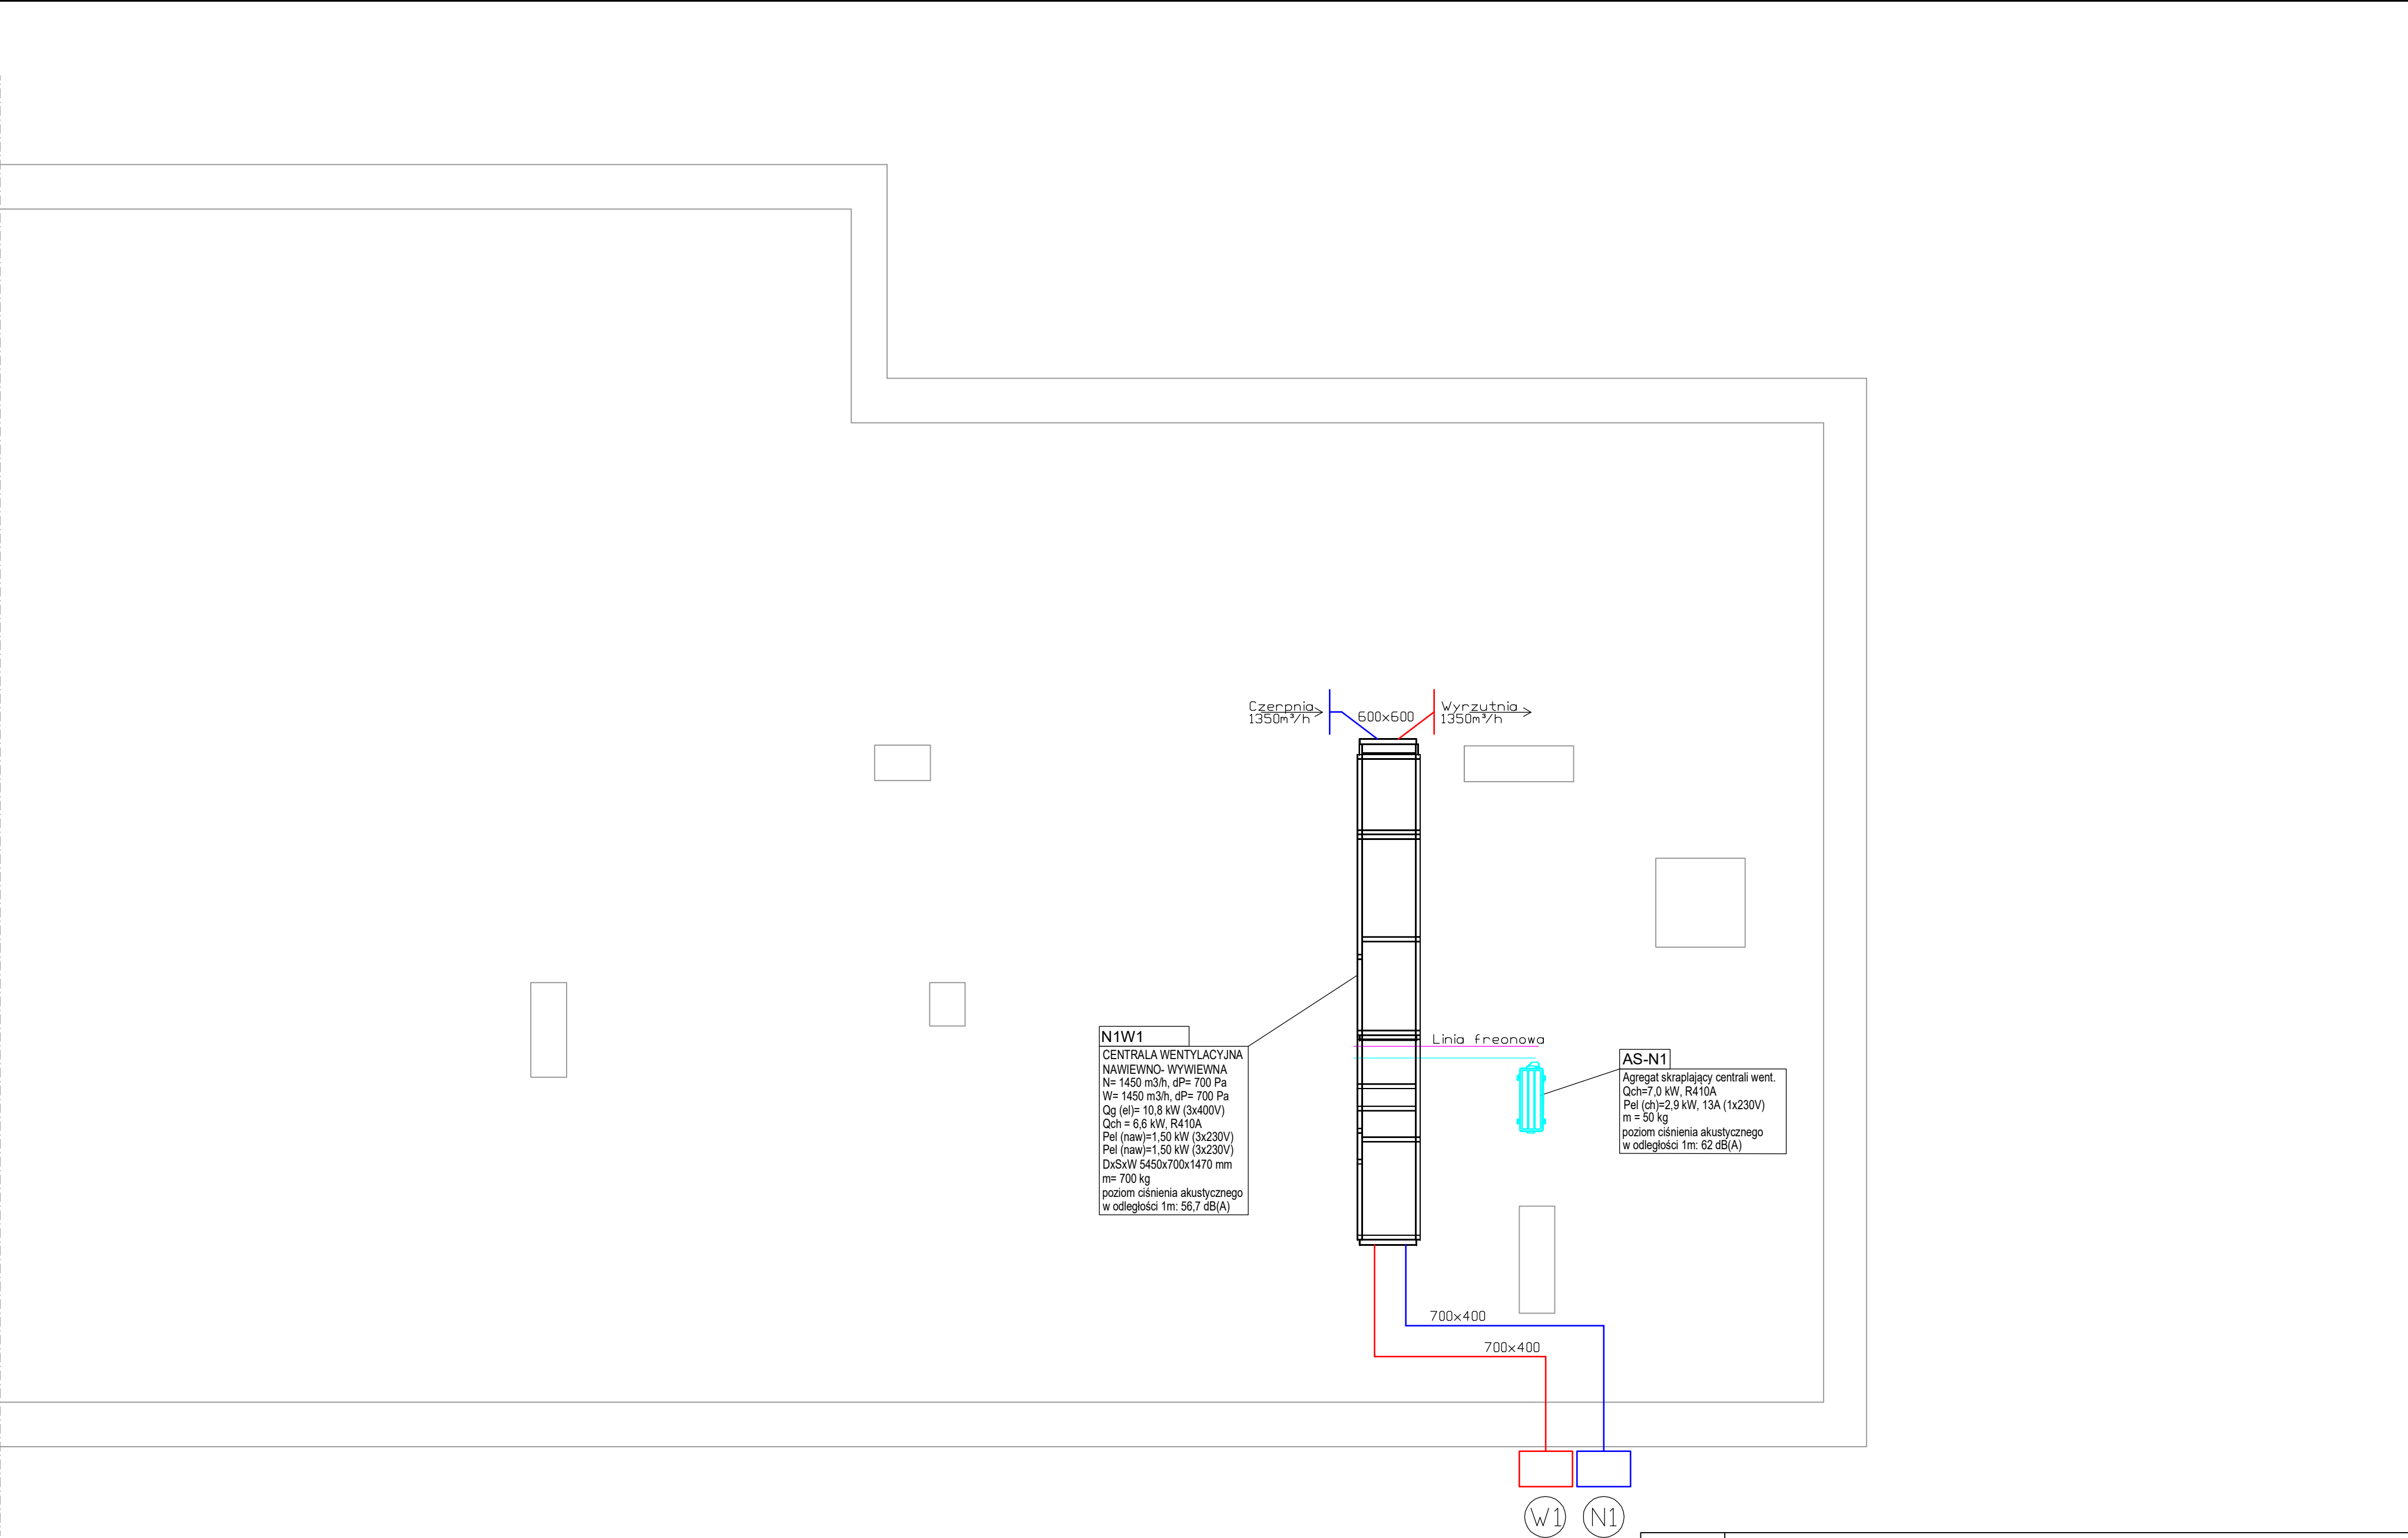 Czerpnia
1350m³/h
600x600
Wyrzutnia
1350m³/h
Linia freonowa
N1W1
CENTRALA WENTYLACYJNA
NAWIEWNO- WYWIEWNA
N= 1450 m3/h, dP= 700 Pa
W= 1450 m3/h, dP= 700 Pa
Qg (el)= 10,8 kW (3x400V)
Qch = 6,6 kW, R410A
Pel (naw)=1,50 kW (3x230V)
Pel (naw)=1,50 kW (3x230V)
DxSxW 5450x700x1470 mm
m= 700 kg
poziom ciśnienia akustycznego
w odległości 1m: 56,7 dB(A)
AS-N1
Agregat skraplający centrali went.
Qch=7,0 kW, R410A
Pel (ch)=2,9 kW, 13A (1x230V)
m = 50 kg
poziom ciśnienia akustycznego
w odległości 1m: 62 dB(A)
700x400
700x400
W1
N1